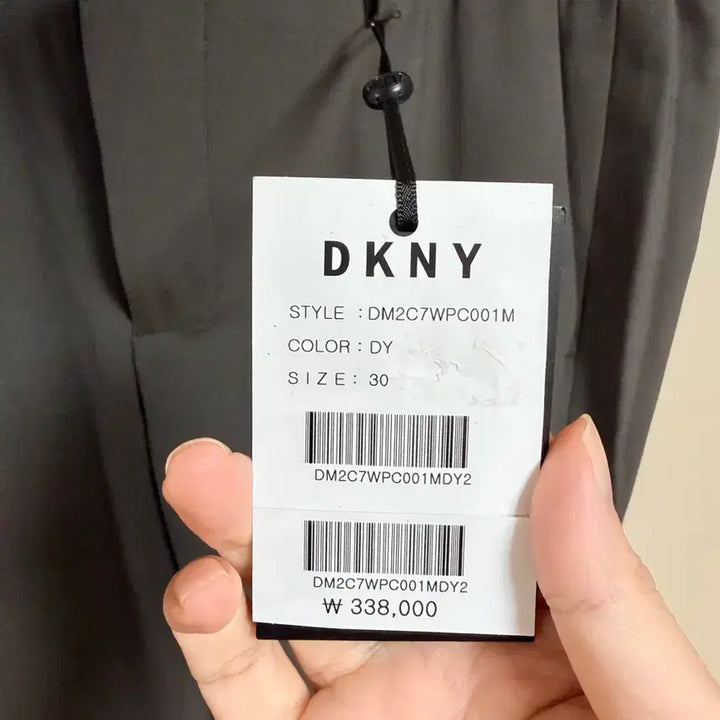 DKNY
STYLE : DM2C7WPC001M
COLOR : DY
SIZE : 30
DM2C7WPC001MDY2
DM2C7WPC001MDY2
₩ 338,000